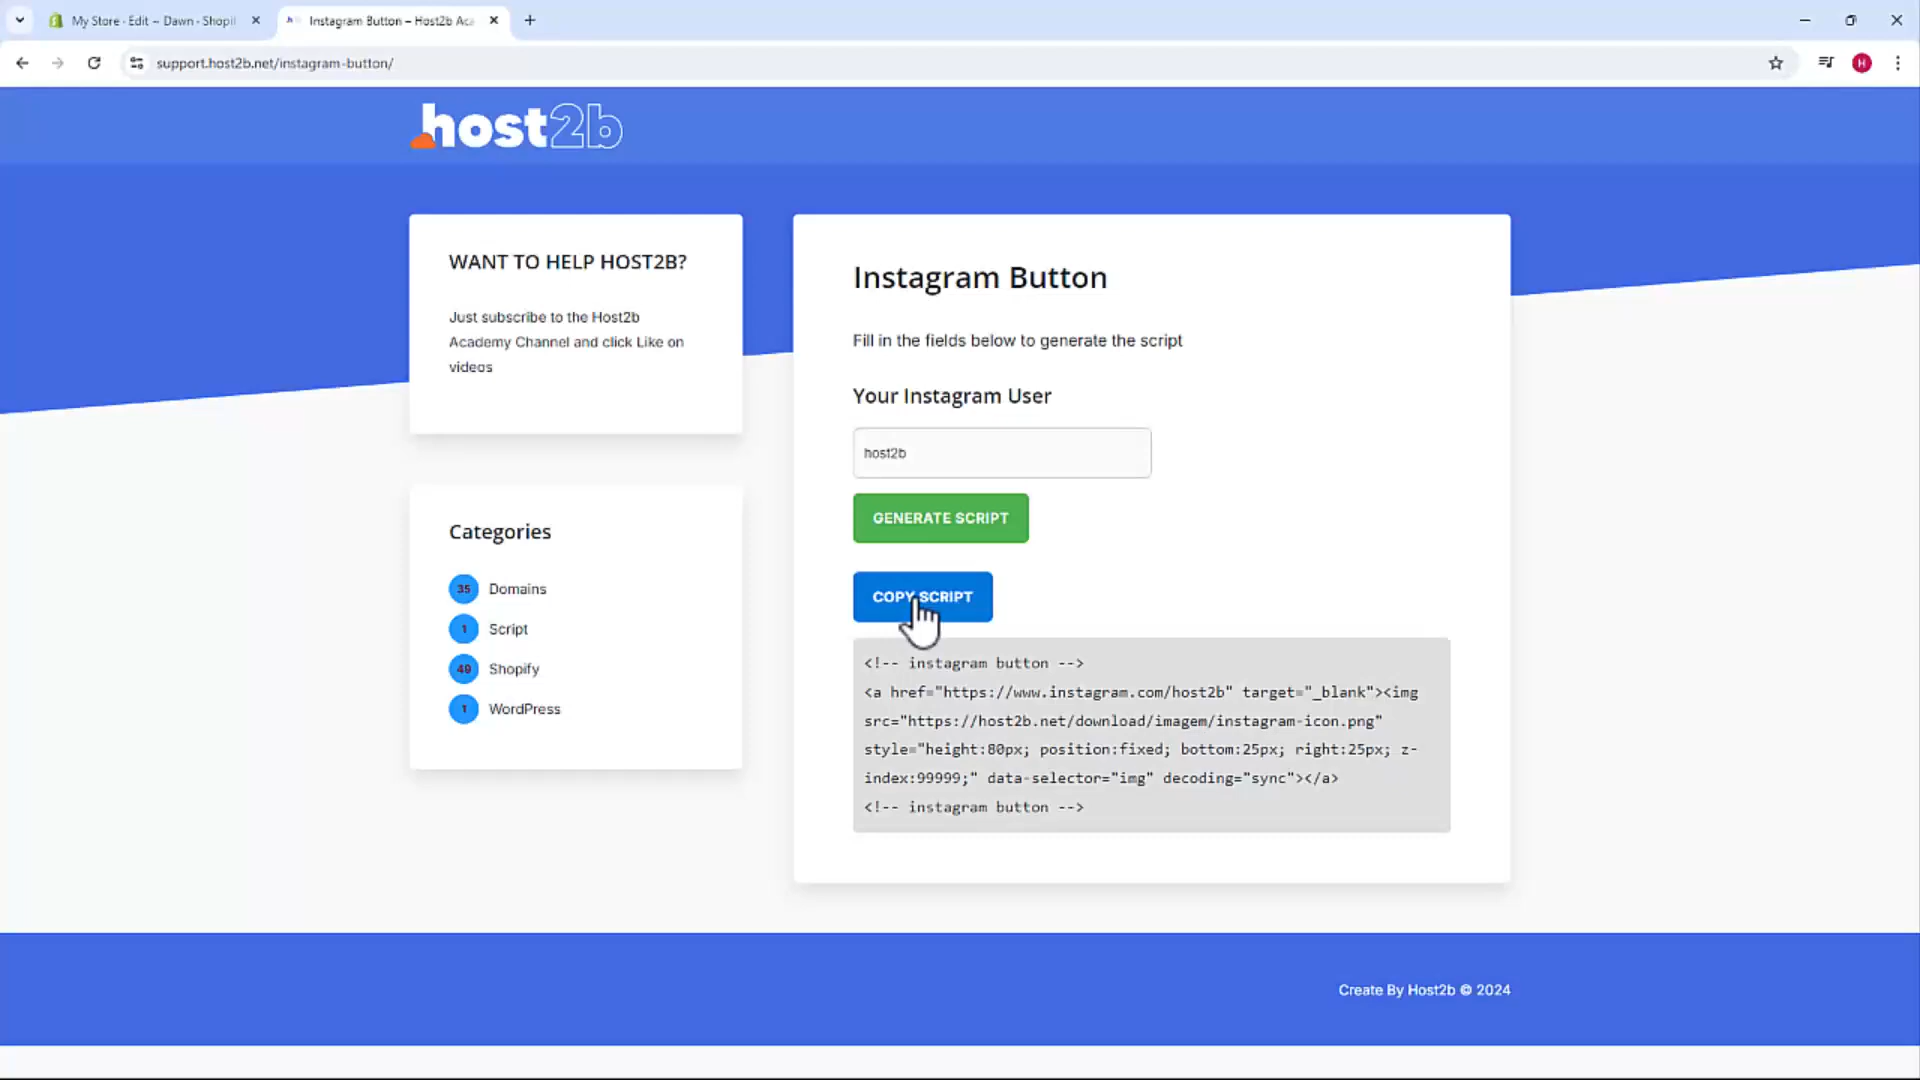 My Store · Edit ~ Dawn · Shopif
Instagram Button – Host2b Aca
support.host2b.net/instagram-button/
H
host2b
WANT TO HELP HOST2B?
Just subscribe to the Host2b
Academy Channel and click Like on
videos
Categories
35 Domains
1 Script
49 Shopify
1 WordPress
Instagram Button
Fill in the fields below to generate the script
Your Instagram User
host2b
GENERATE SCRIPT
COPY SCRIPT
<!-- instagram button -->
<a href="https://www.instagram.com/host2b" target="_blank"><img
src="https://host2b.net/download/imagem/instagram-icon.png"
style="height:80px; position:fixed; bottom:25px; right:25px; z-
index:99999;" data-selector="img" decoding="sync"></a>
<!-- instagram button -->
Create By Host2b © 2024